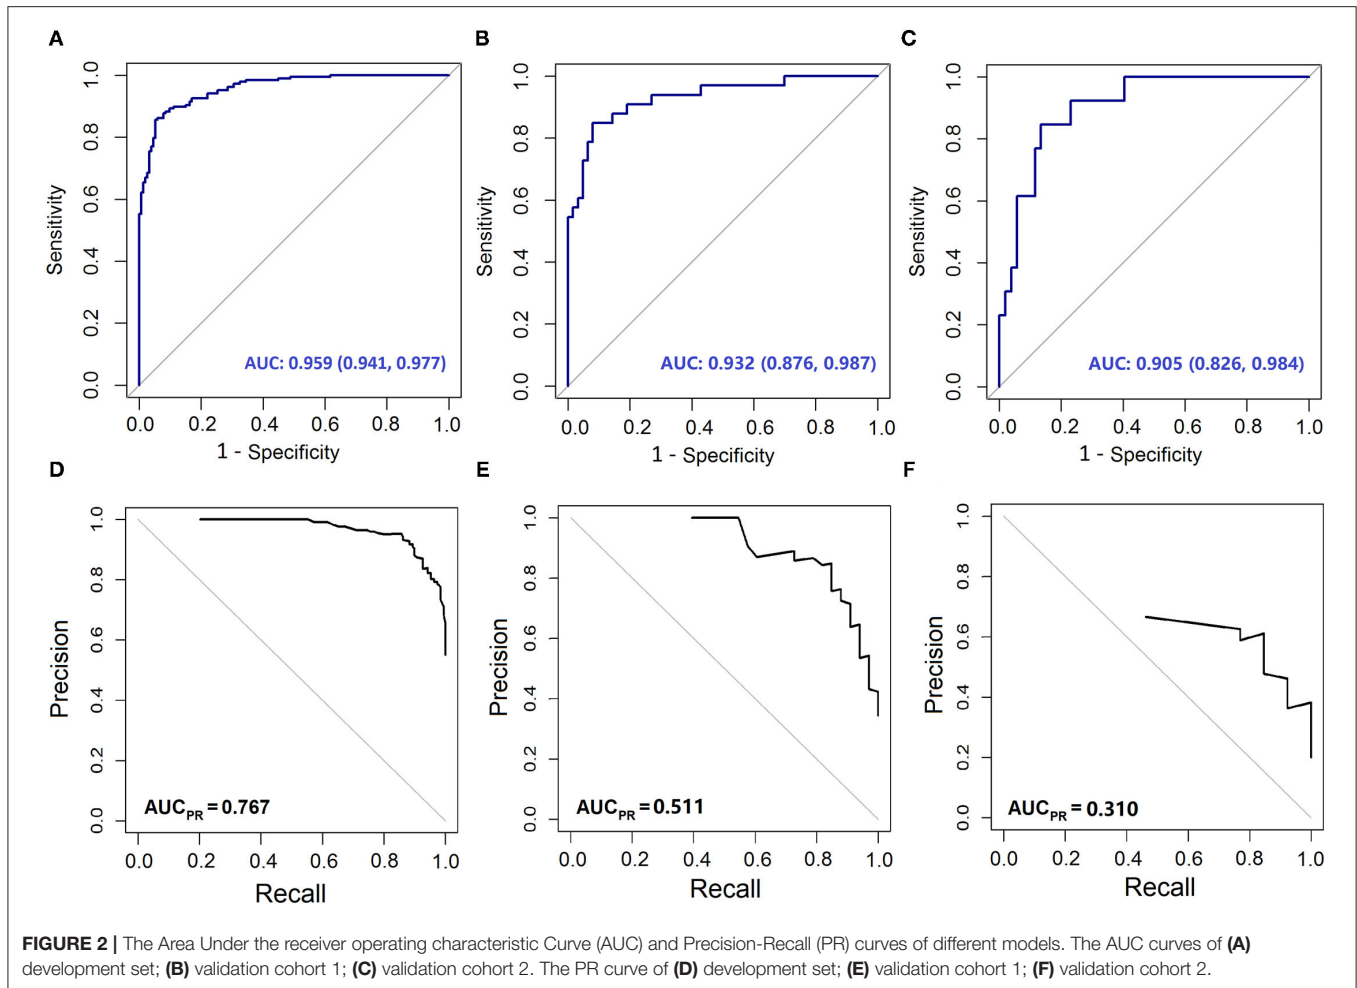 A
B
C
Sensitivity
0.0 0.2 0.4 0.6 0.8 1.0
AUC: 0.959 (0.941, 0.977)
0.0 0.2 0.4 0.6 0.8 1.0
1 - Specificity
Sensitivity
0.0 0.2 0.4 0.6 0.8 1.0
AUC: 0.932 (0.876, 0.987)
0.0 0.2 0.4 0.6 0.8 1.0
1 - Specificity
Sensitivity
0.0 0.2 0.4 0.6 0.8 1.0
AUC: 0.905 (0.826, 0.984)
0.0 0.2 0.4 0.6 0.8 1.0
1 - Specificity
D
E
F
Precision
0.0 0.2 0.4 0.6 0.8 1.0
AUCPR = 0.767
0.0 0.2 0.4 0.6 0.8 1.0
Recall
Precision
0.0 0.2 0.4 0.6 0.8 1.0
AUCPR = 0.511
0.0 0.2 0.4 0.6 0.8 1.0
Recall
Precision
0.0 0.2 0.4 0.6 0.8 1.0
AUCPR = 0.310
0.0 0.2 0.4 0.6 0.8 1.0
Recall
FIGURE 2 | The Area Under the receiver operating characteristic Curve (AUC) and Precision-Recall (PR) curves of different models. The AUC curves of (A)
development set; (B) validation cohort 1; (C) validation cohort 2. The PR curve of (D) development set; (E) validation cohort 1; (F) validation cohort 2.